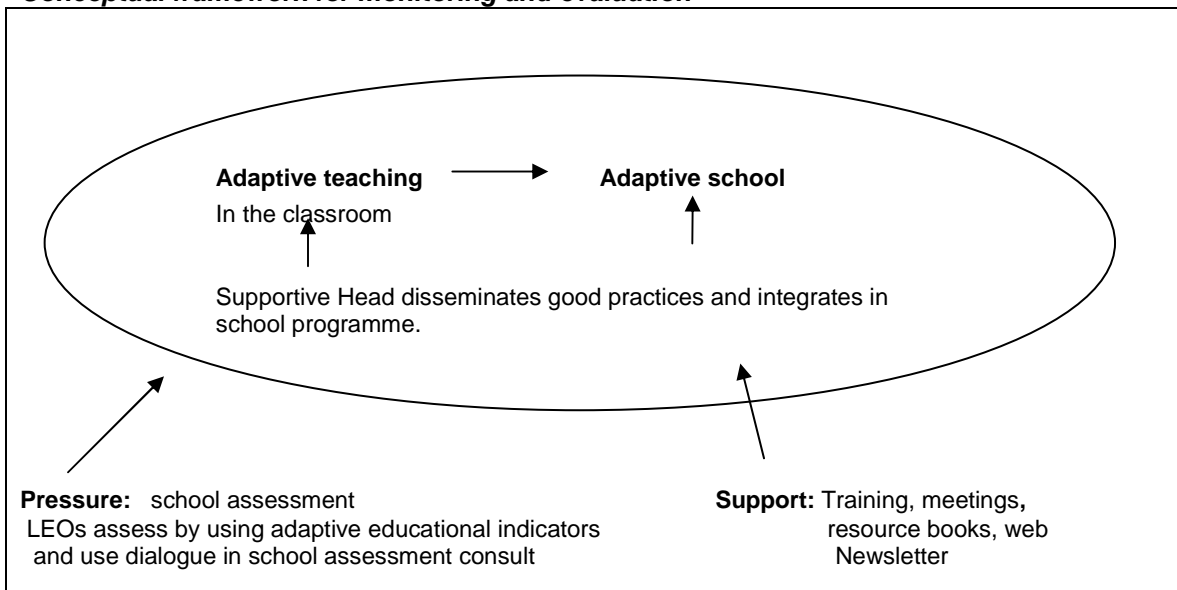 Conceptual framework for monitoring and evaluation
Adaptive teaching
Adaptive school
In the classroom
Supportive Head disseminates good practices and integrates in
school programme.
Pressure: school assessment
LEOs assess by using adaptive educational indicators
and use dialogue in school assessment consult
Support: Training, meetings,
resource books, web
Newsletter